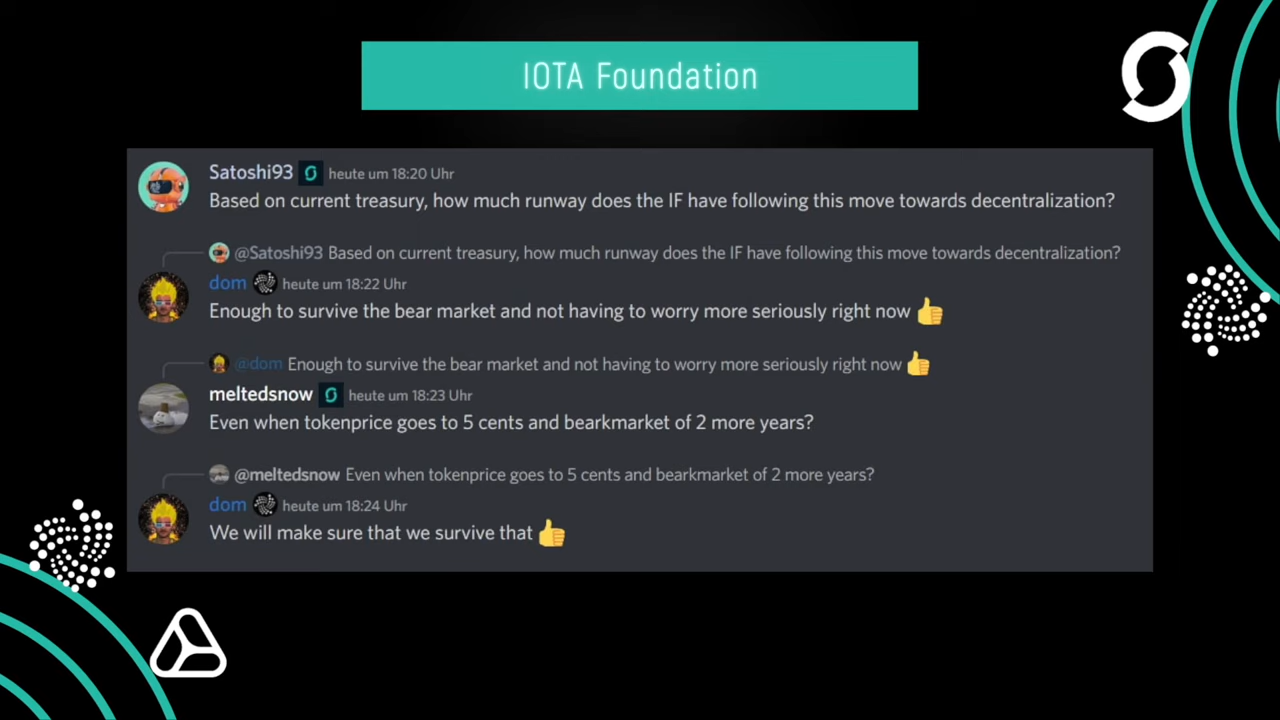 IOTA Foundation
Satoshi93 heute um 18:20 Uhr
Based on current treasury, how much runway does the IF have following this move towards decentralization?
@Satoshi93 Based on current treasury, how much runway does the IF have following this move towards decentralization?
dom heute um 18:22 Uhr
Enough to survive the bear market and not having to worry more seriously right now 👍
@dom Enough to survive the bear market and not having to worry more seriously right now 👍
meltedsnow heute um 18:23 Uhr
Even when tokenprice goes to 5 cents and bearkmarket of 2 more years?
@meltedsnow Even when tokenprice goes to 5 cents and bearkmarket of 2 more years?
dom heute um 18:24 Uhr
We will make sure that we survive that 👍